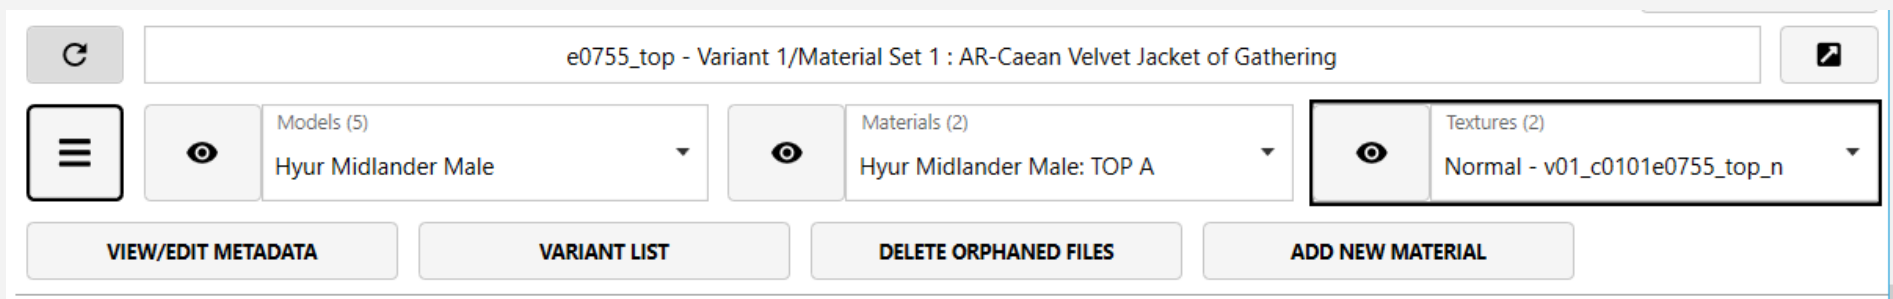 e0755_top - Variant 1/Material Set 1 : AR-Caean Velvet Jacket of Gathering
Models (5)
Hyur Midlander Male
Materials (2)
Hyur Midlander Male: TOP A
Textures (2)
Normal - v01_c0101e0755_top_n
VIEW/EDIT METADATA
VARIANT LIST
DELETE ORPHANED FILES
ADD NEW MATERIAL